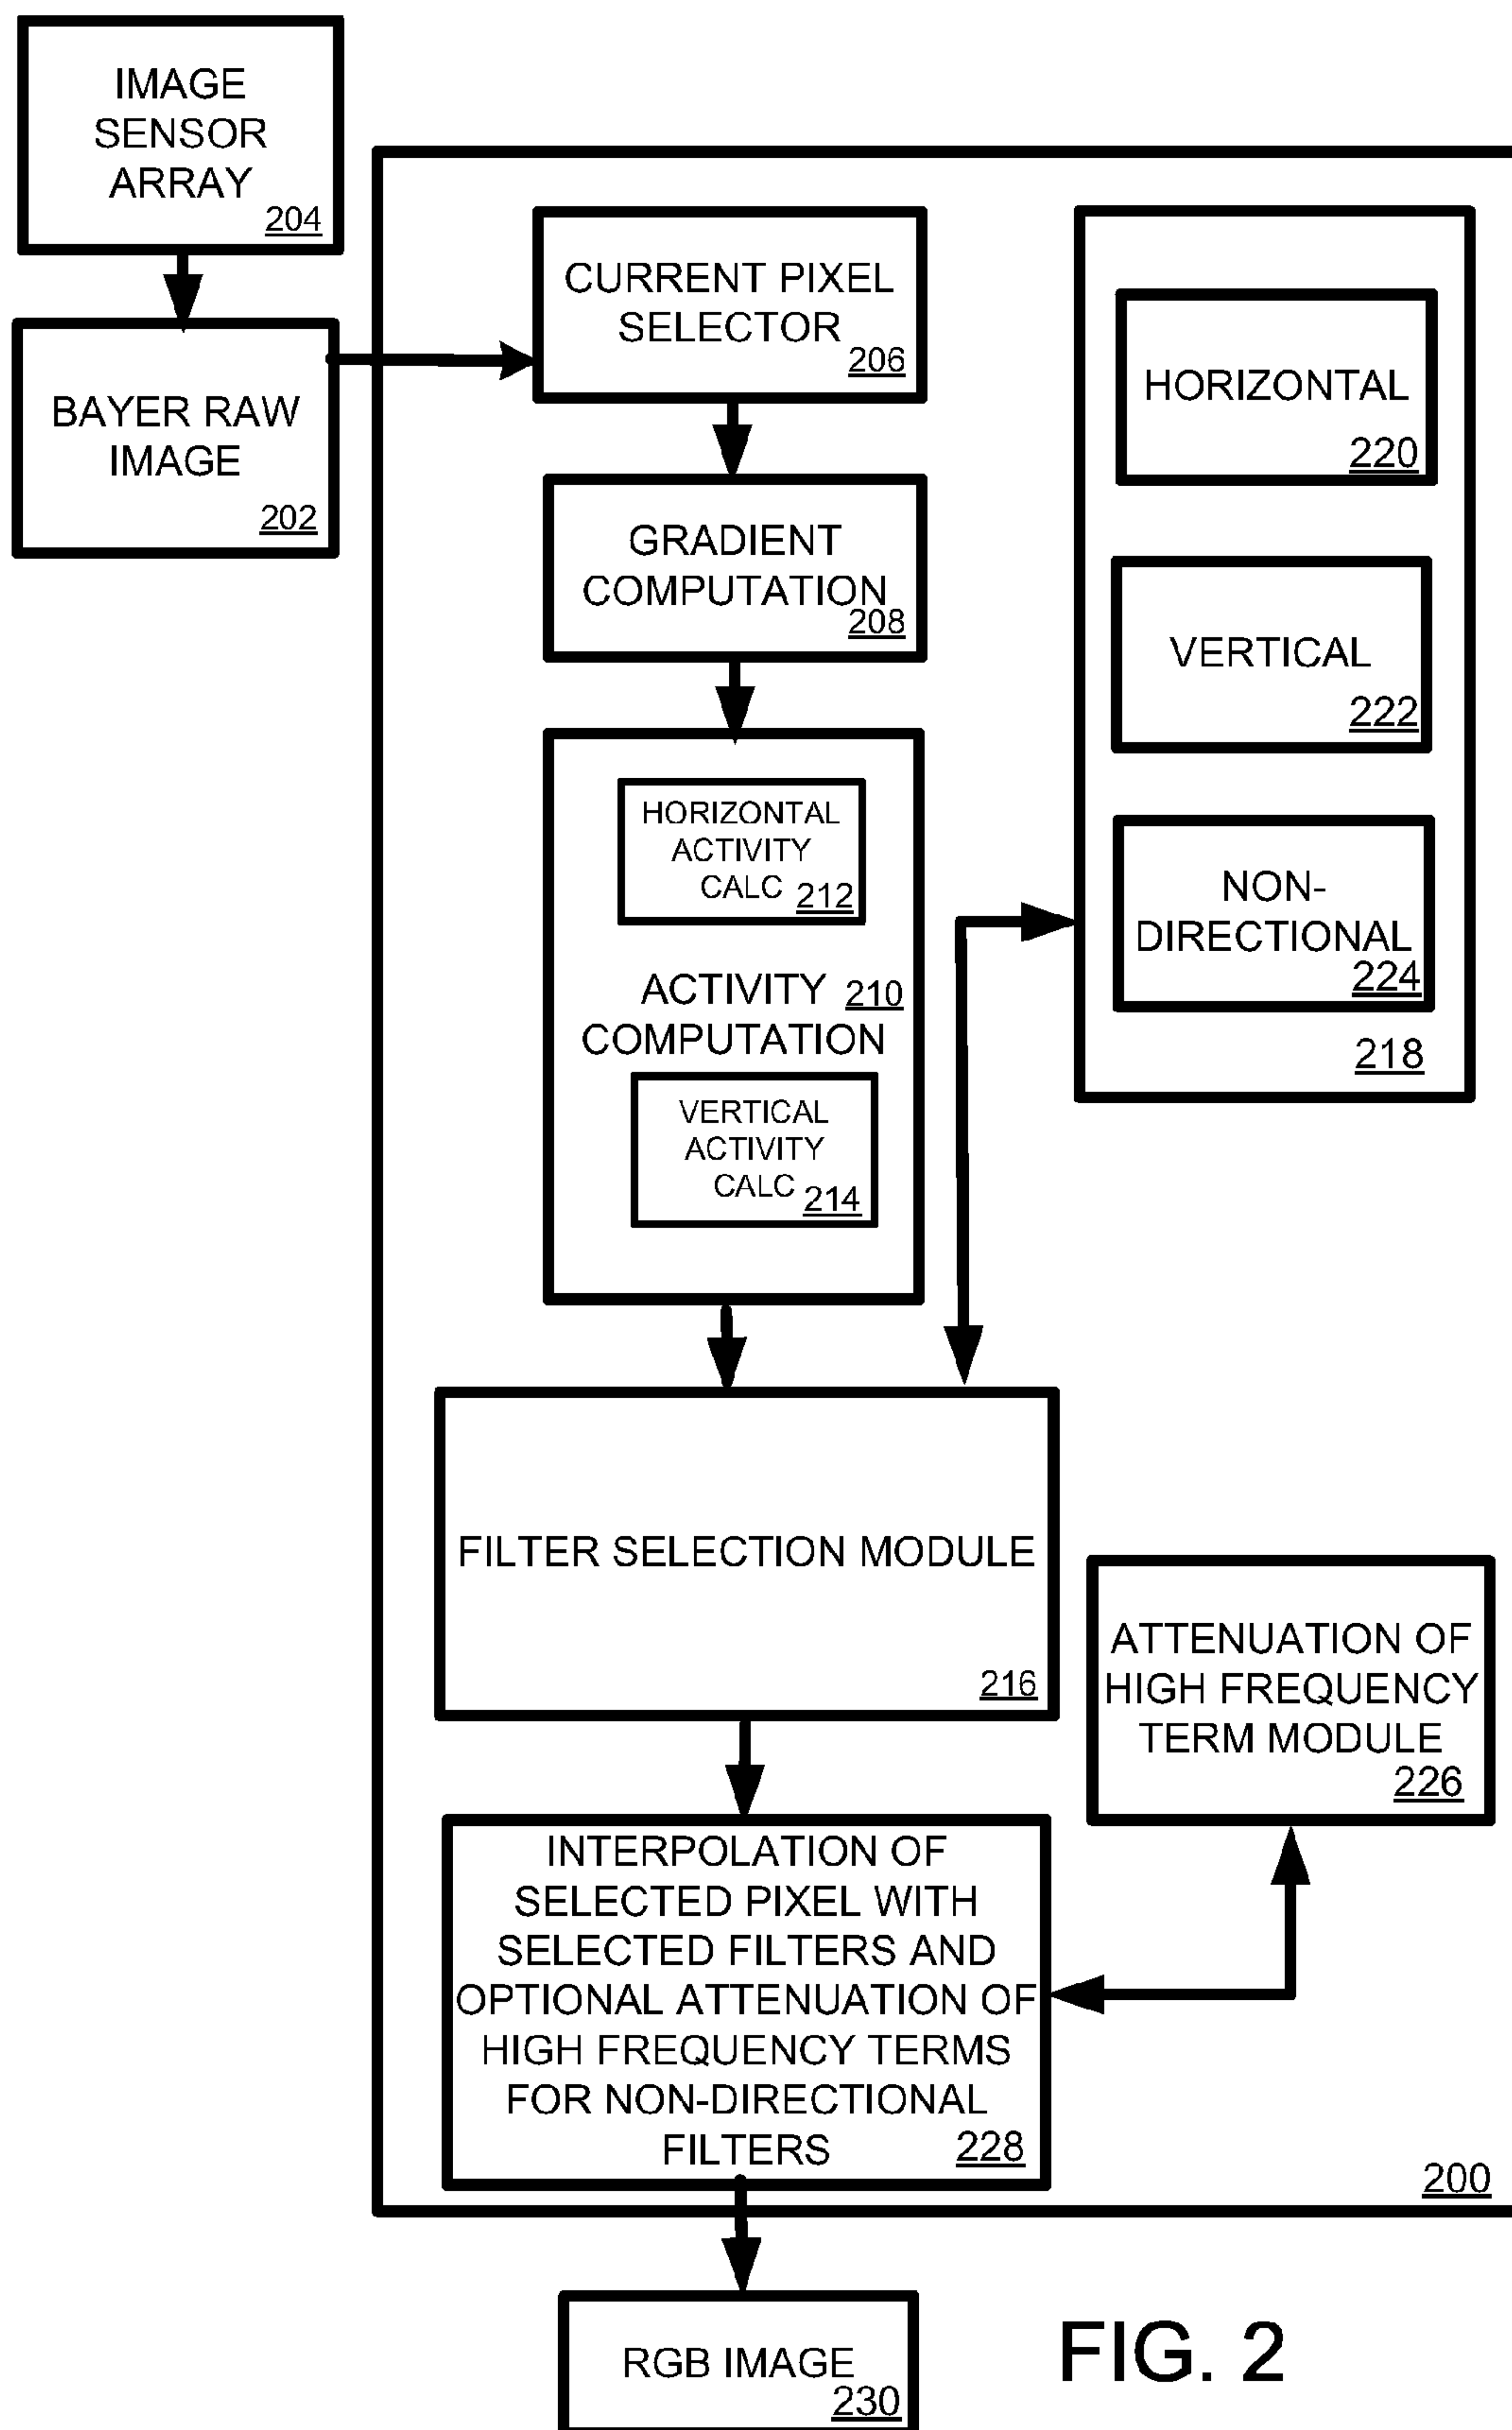 IMAGE
SENSOR
ARRAY
204
BAYER RAW
IMAGE
202
CURRENT PIXEL
SELECTOR
206
GRADIENT
COMPUTATION
208
HORIZONTAL
ACTIVITY
CALC 212
ACTIVITY 210
COMPUTATION
VERTICAL
ACTIVITY
CALC 214
HORIZONTAL
220
VERTICAL
222
NON-
DIRECTIONAL
224
218
FILTER SELECTION MODULE
216
ATTENUATION OF
HIGH FREQUENCY
TERM MODULE
226
INTERPOLATION OF
SELECTED PIXEL WITH
SELECTED FILTERS AND
OPTIONAL ATTENUATION OF
HIGH FREQUENCY TERMS
FOR NON-DIRECTIONAL
FILTERS 228
200
RGB IMAGE
230
FIG. 2